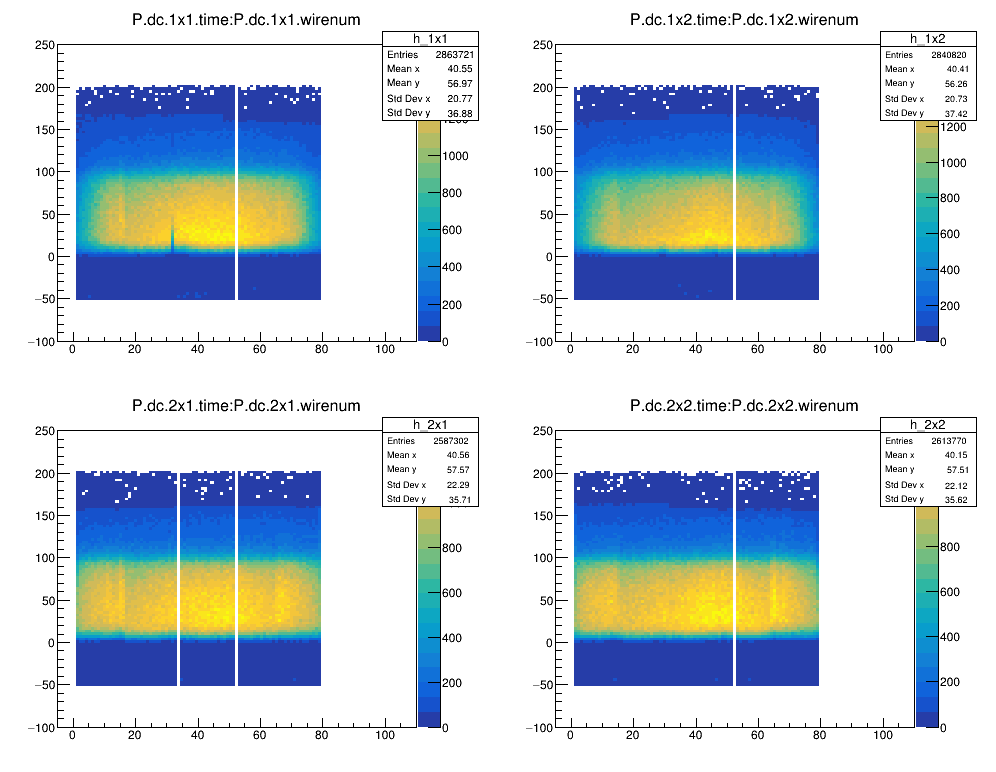 P.dc.1x1.time:P.dc.1x1.wirenum
h_1x1
Entries 2863721
Mean x 40.55
Mean y 56.97
Std Dev x 20.77
Std Dev y 36.88
250
200
150
100
50
0
−50
−100
0 20 40 60 80 100
1000
800
600
400
200
0
P.dc.1x2.time:P.dc.1x2.wirenum
h_1x2
Entries 2840820
Mean x 40.41
Mean y 56.26
Std Dev x 20.73
Std Dev y 37.42
250
200
150
100
50
0
−50
−100
0 20 40 60 80 100
1200
1000
800
600
400
200
0
P.dc.2x1.time:P.dc.2x1.wirenum
h_2x1
Entries 2587302
Mean x 40.56
Mean y 57.57
Std Dev x 22.29
Std Dev y 35.71
250
200
150
100
50
0
−50
−100
0 20 40 60 80 100
800
600
400
200
0
P.dc.2x2.time:P.dc.2x2.wirenum
h_2x2
Entries 2613770
Mean x 40.15
Mean y 57.51
Std Dev x 22.12
Std Dev y 35.62
250
200
150
100
50
0
−50
−100
0 20 40 60 80 100
800
600
400
200
0